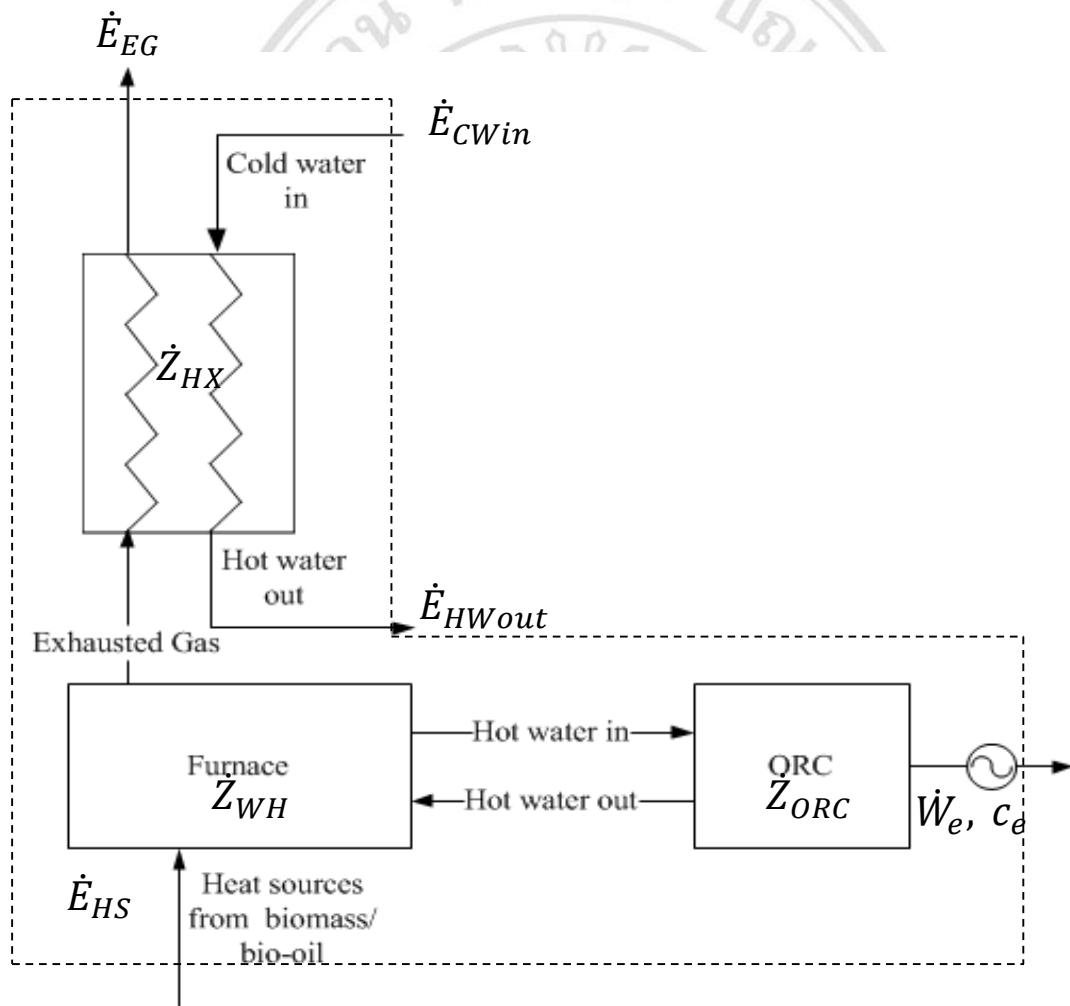 Ė_EG
Ė_CWin
Cold water
in
Ż_HX
Hot water
out
Ė_HWout
Exhausted Gas
Hot water in
Furnace
Ż_WH
ORC
Ż_ORC
Hot water out
Ẇ_e, c_e
Ė_HS
Heat sources
from biomass/
bio-oil